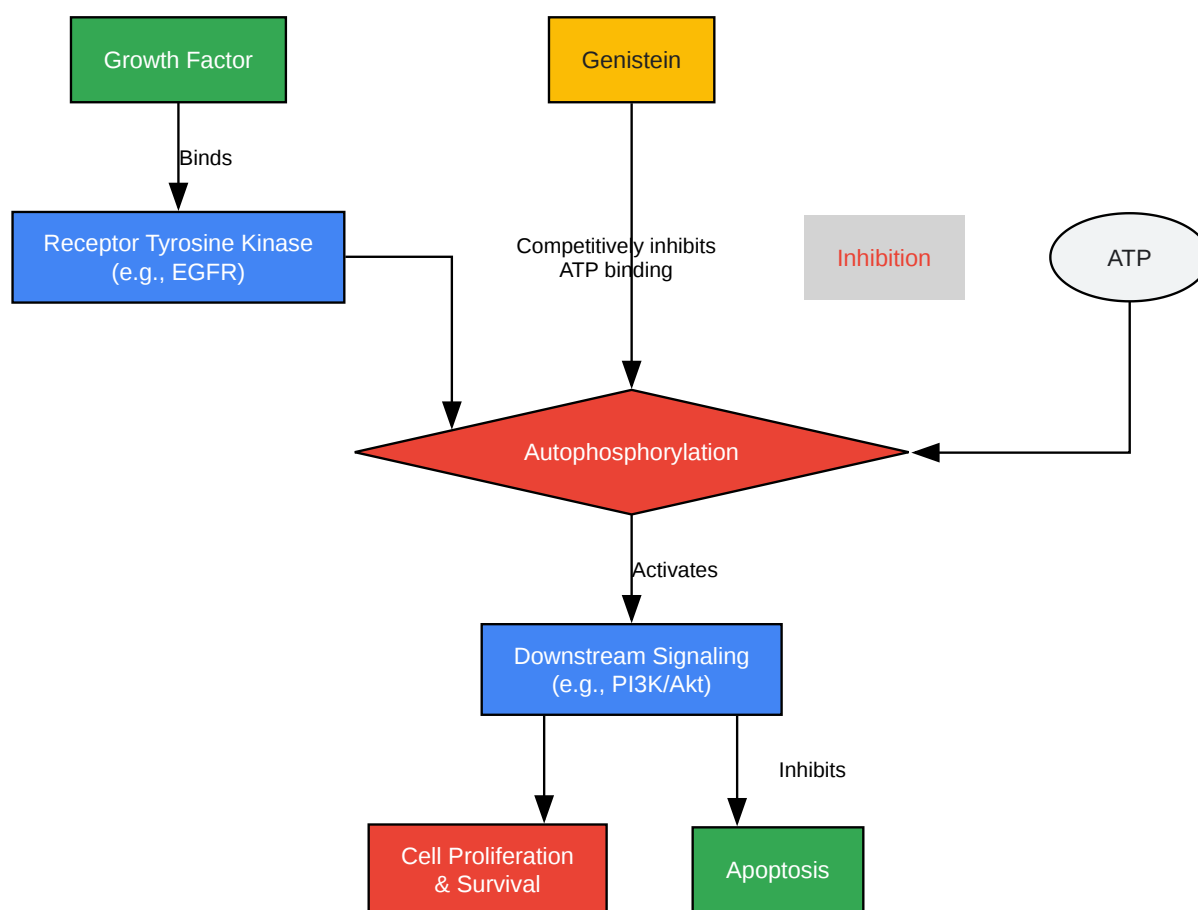 Growth Factor
Genistein
Binds
Receptor Tyrosine Kinase
(e.g., EGFR)
Competitively inhibits
ATP binding
Inhibition
ATP
Autophosphorylation
Activates
Downstream Signaling
(e.g., PI3K/Akt)
Inhibits
Cell Proliferation
& Survival
Apoptosis